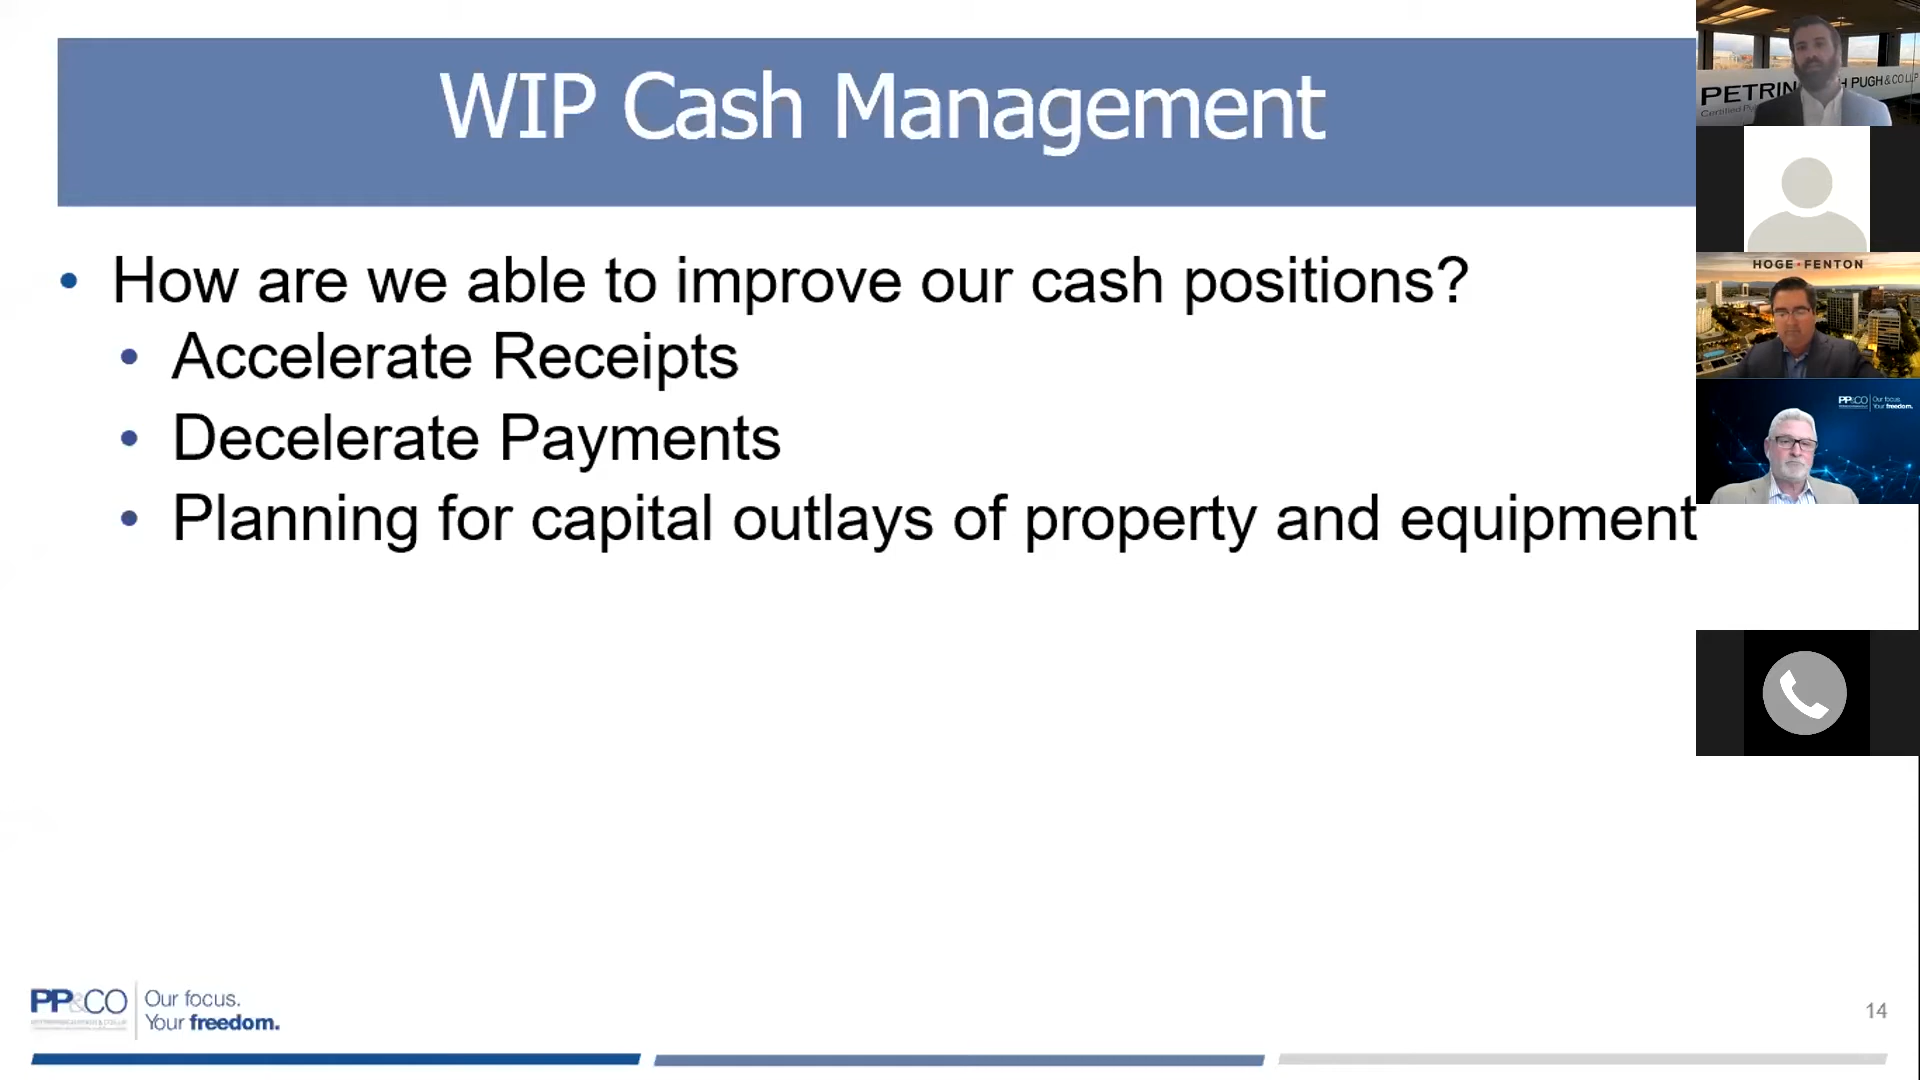 WIP Cash Management
• How are we able to improve our cash positions?
• Accelerate Receipts
• Decelerate Payments
• Planning for capital outlays of property and equipment
PP&CO
Our focus.
Your freedom.
14
PETRIN
H PUGH & CO LLP
Certified
HOGE·FENTON
PP&CO
Our focus.
Your freedom.